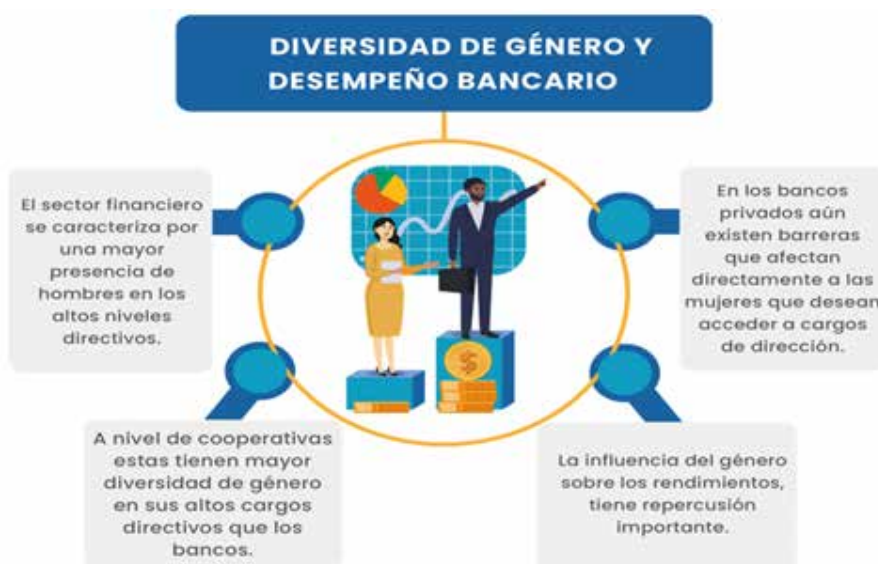 DIVERSIDAD DE GÉNERO Y
DESEMPEÑO BANCARIO
El sector financiero
se caracteriza por
una mayor
presencia de
hombres en los
altos niveles
directivos.
En los bancos
privados aún
existen barreras
que afectan
directamente a las
mujeres que desean
acceder a cargos
de dirección.
A nivel de cooperativas
estas tienen mayor
diversidad de género
en sus altos cargos
directivos que los
bancos.
La influencia del género
sobre los rendimientos,
tiene repercusión
importante.
$